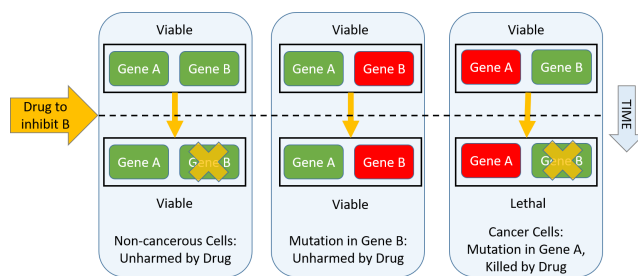 Viable
Gene A
Gene B
Viable
Gene A
Gene B
Viable
Gene A
Gene B
Drug to
inhibit B
TIME
Gene A
Gene B
Viable
Gene A
Gene B
Viable
Gene A
Gene B
Lethal
Non-cancerous Cells:
Unharmed by Drug
Mutation in Gene B:
Unharmed by Drug
Cancer Cells:
Mutation in Gene A,
Killed by Drug